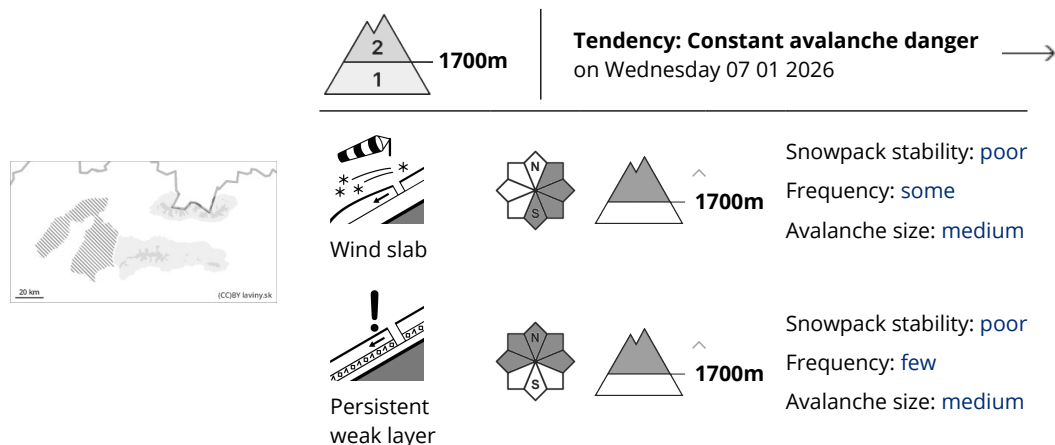 2
1
1700m
Tendency: Constant avalanche danger
on Wednesday 07 01 2026
20 km
(CC)BY laviny.sk
Wind slab
N
S
1700m
Snowpack stability: poor
Frequency: some
Avalanche size: medium
Persistent
weak layer
N
S
1700m
Snowpack stability: poor
Frequency: few
Avalanche size: medium